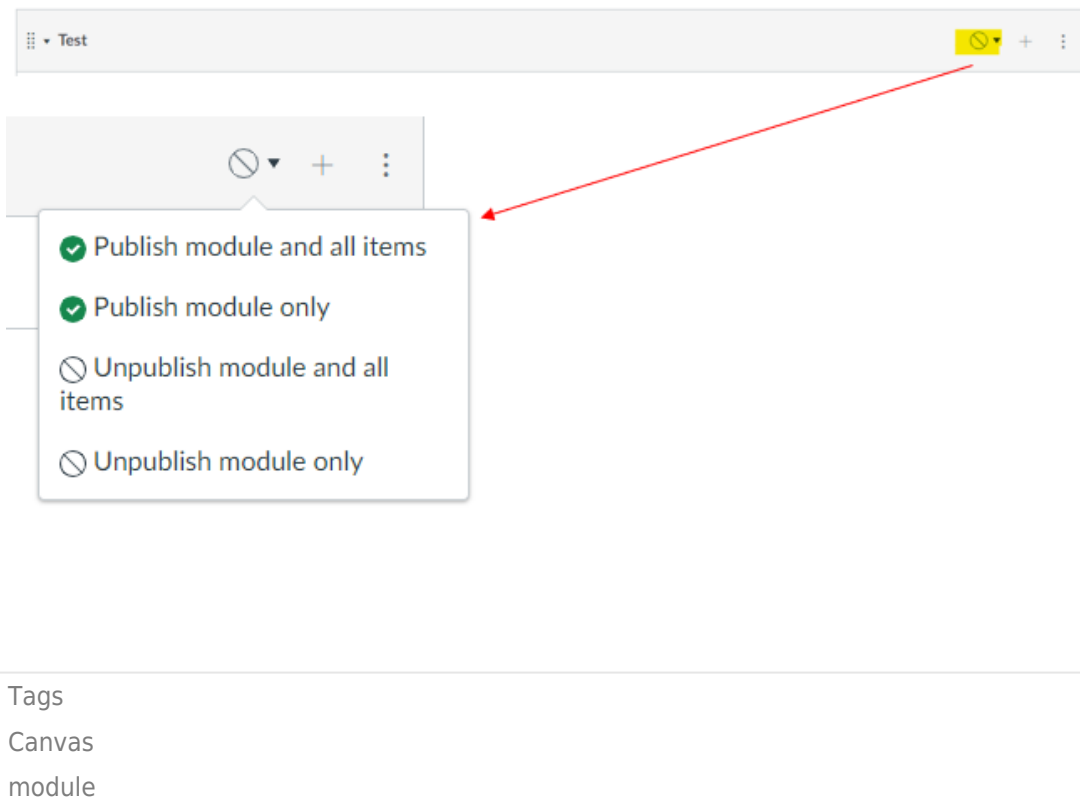 Test
Publish module and all items
Publish module only
Unpublish module and all
items
Unpublish module only
Tags
Canvas
module